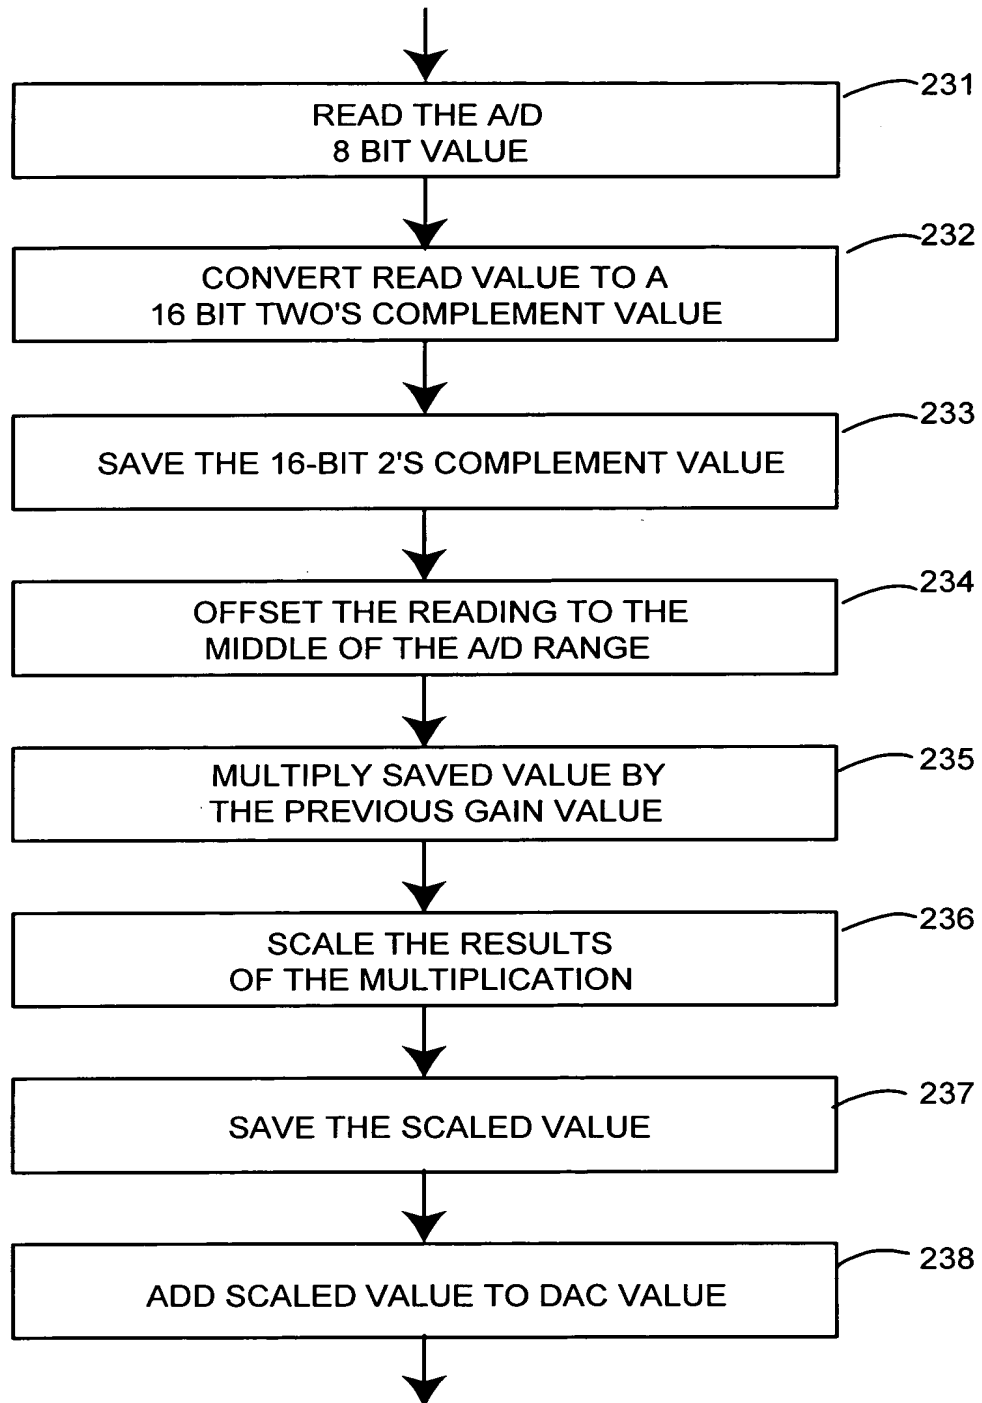 231
READ THE A/D
8 BIT VALUE
232
CONVERT READ VALUE TO A
16 BIT TWO'S COMPLEMENT VALUE
233
SAVE THE 16-BIT 2'S COMPLEMENT VALUE
234
OFFSET THE READING TO THE
MIDDLE OF THE A/D RANGE
235
MULTIPLY SAVED VALUE BY
THE PREVIOUS GAIN VALUE
236
SCALE THE RESULTS
OF THE MULTIPLICATION
237
SAVE THE SCALED VALUE
238
ADD SCALED VALUE TO DAC VALUE